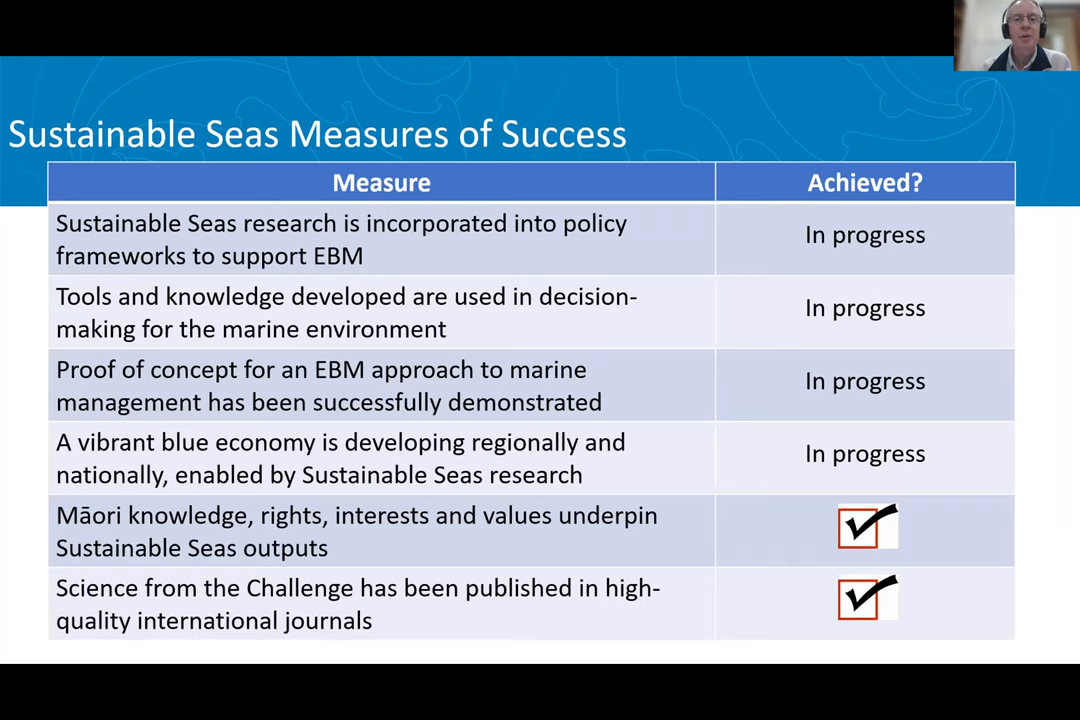 Sustainable Seas Measures of Success
Measure
Achieved?
Sustainable Seas research is incorporated into policy
frameworks to support EBM
In progress
Tools and knowledge developed are used in decision-
making for the marine environment
In progress
Proof of concept for an EBM approach to marine
management has been successfully demonstrated
In progress
A vibrant blue economy is developing regionally and
nationally, enabled by Sustainable Seas research
In progress
Māori knowledge, rights, interests and values underpin
Sustainable Seas outputs
Science from the Challenge has been published in high-
quality international journals